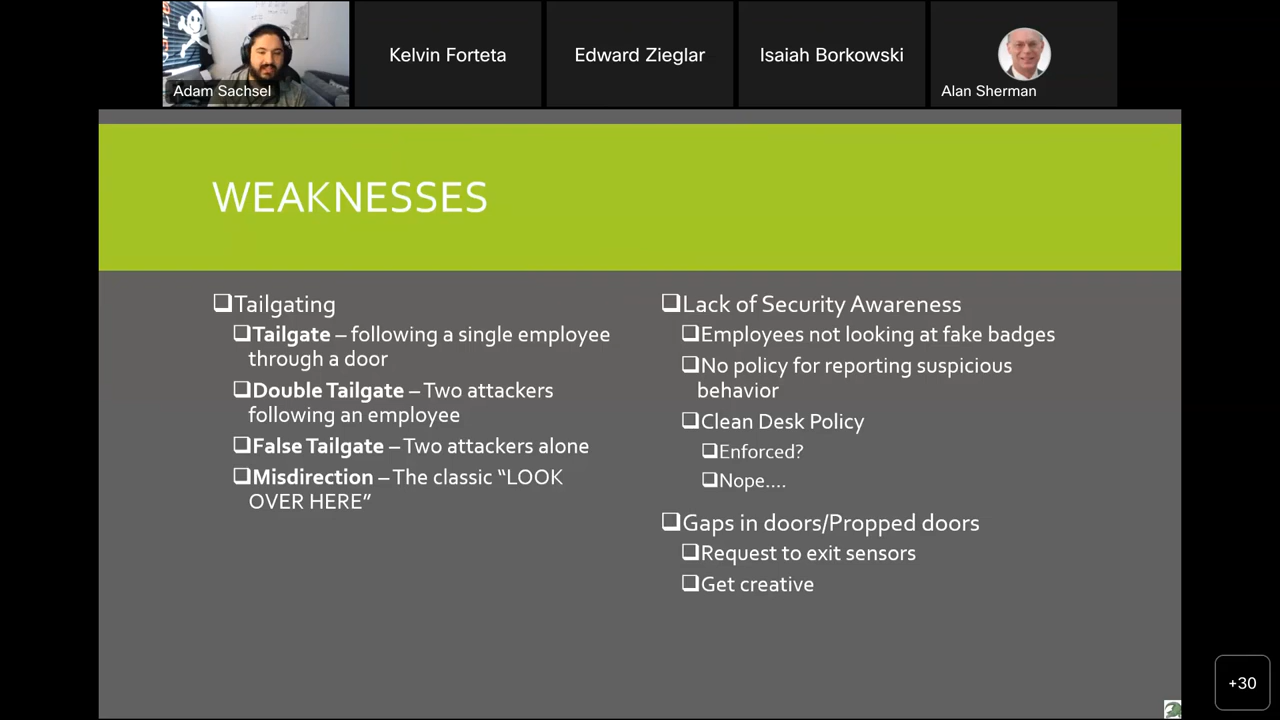 Adam Sachsel
Kelvin Forteta
Edward Zieglar
Isaiah Borkowski
Alan Sherman
WEAKNESSES
❑Tailgating
❑Tailgate – following a single employee
through a door
❑Double Tailgate – Two attackers
following an employee
❑False Tailgate – Two attackers alone
❑Misdirection – The classic “LOOK
OVER HERE”
❑Lack of Security Awareness
❑Employees not looking at fake badges
❑No policy for reporting suspicious
behavior
❑Clean Desk Policy
❑Enforced?
❑Nope….
❑Gaps in doors/Propped doors
❑Request to exit sensors
❑Get creative
+30